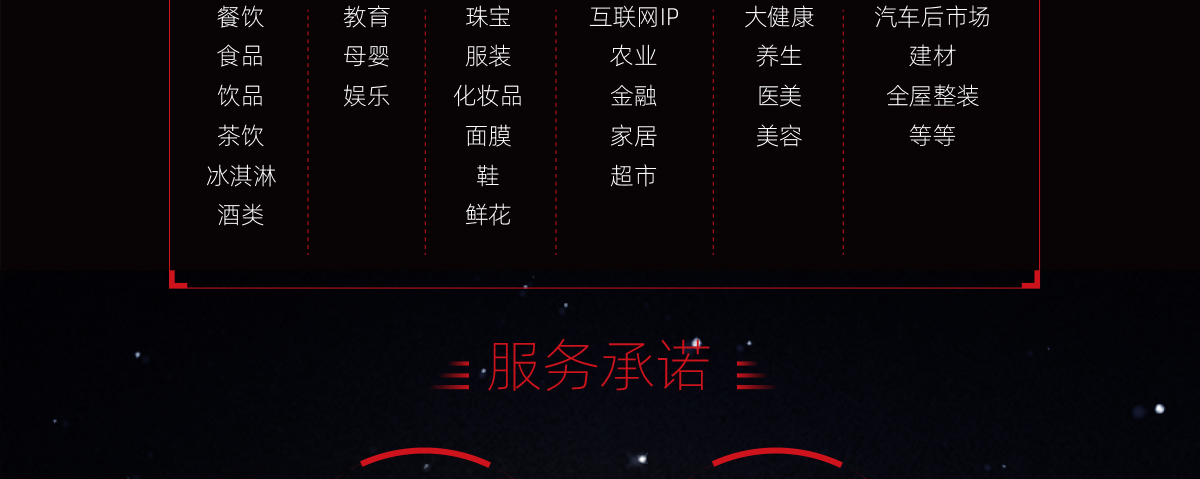 餐饮 教育 珠宝 互联网IP 大健康 汽车后市场
食品 母婴 服装 农业 养生 建材
饮品 娱乐 化妆品 金融 医美 全屋整装
茶饮 面膜 家居 美容 等等
冰淇淋 鞋 超市
酒类 鲜花
服务承诺